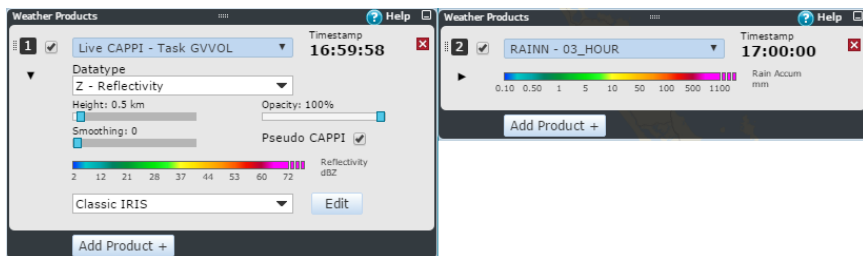 Weather Products
Help
1
Live CAPPI - Task GVVOL
Timestamp
16:59:58
Datatype
Z - Reflectivity
Height: 0.5 km
Opacity: 100%
Smoothing: 0
Pseudo CAPPI
2 12 21 28 37 44 53 60 72
Reflectivity
dBZ
Classic IRIS
Edit
Add Product +
Weather Products
Help
2
RAINN - 03_HOUR
Timestamp
17:00:00
0.10 0.50 1 5 10 50 100 500 1100
Rain Accum
mm
Add Product +